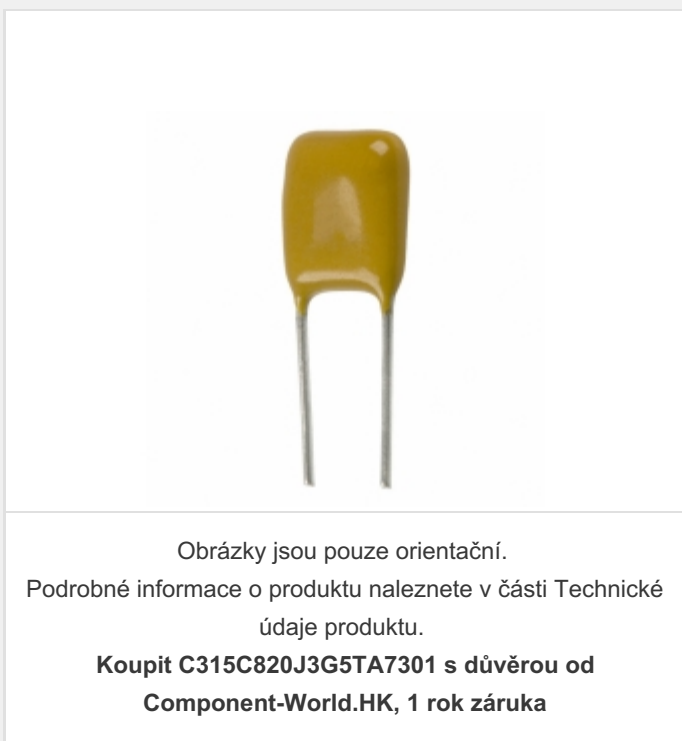 Obrázky jsou pouze orientační.
Podrobné informace o produktu naleznete v části Technické
údaje produktu.
Koupit C315C820J3G5TA7301 s důvěrou od
Component-World.HK, 1 rok záruka